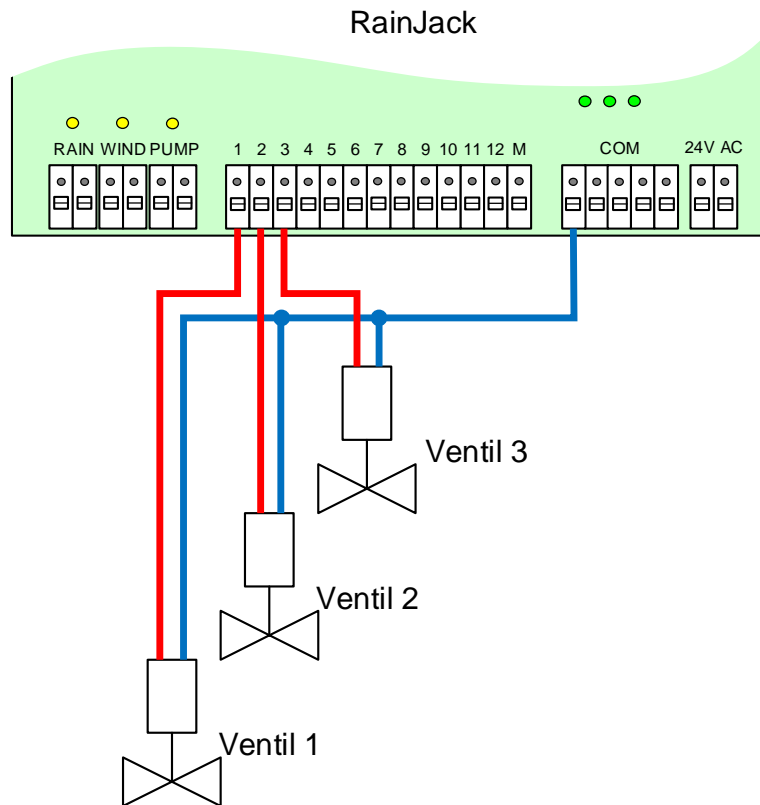 RainJack
RAIN WIND PUMP 1 2 3 4 5 6 7 8 9 10 11 12 M COM 24V AC
Ventil 3
Ventil 2
Ventil 1